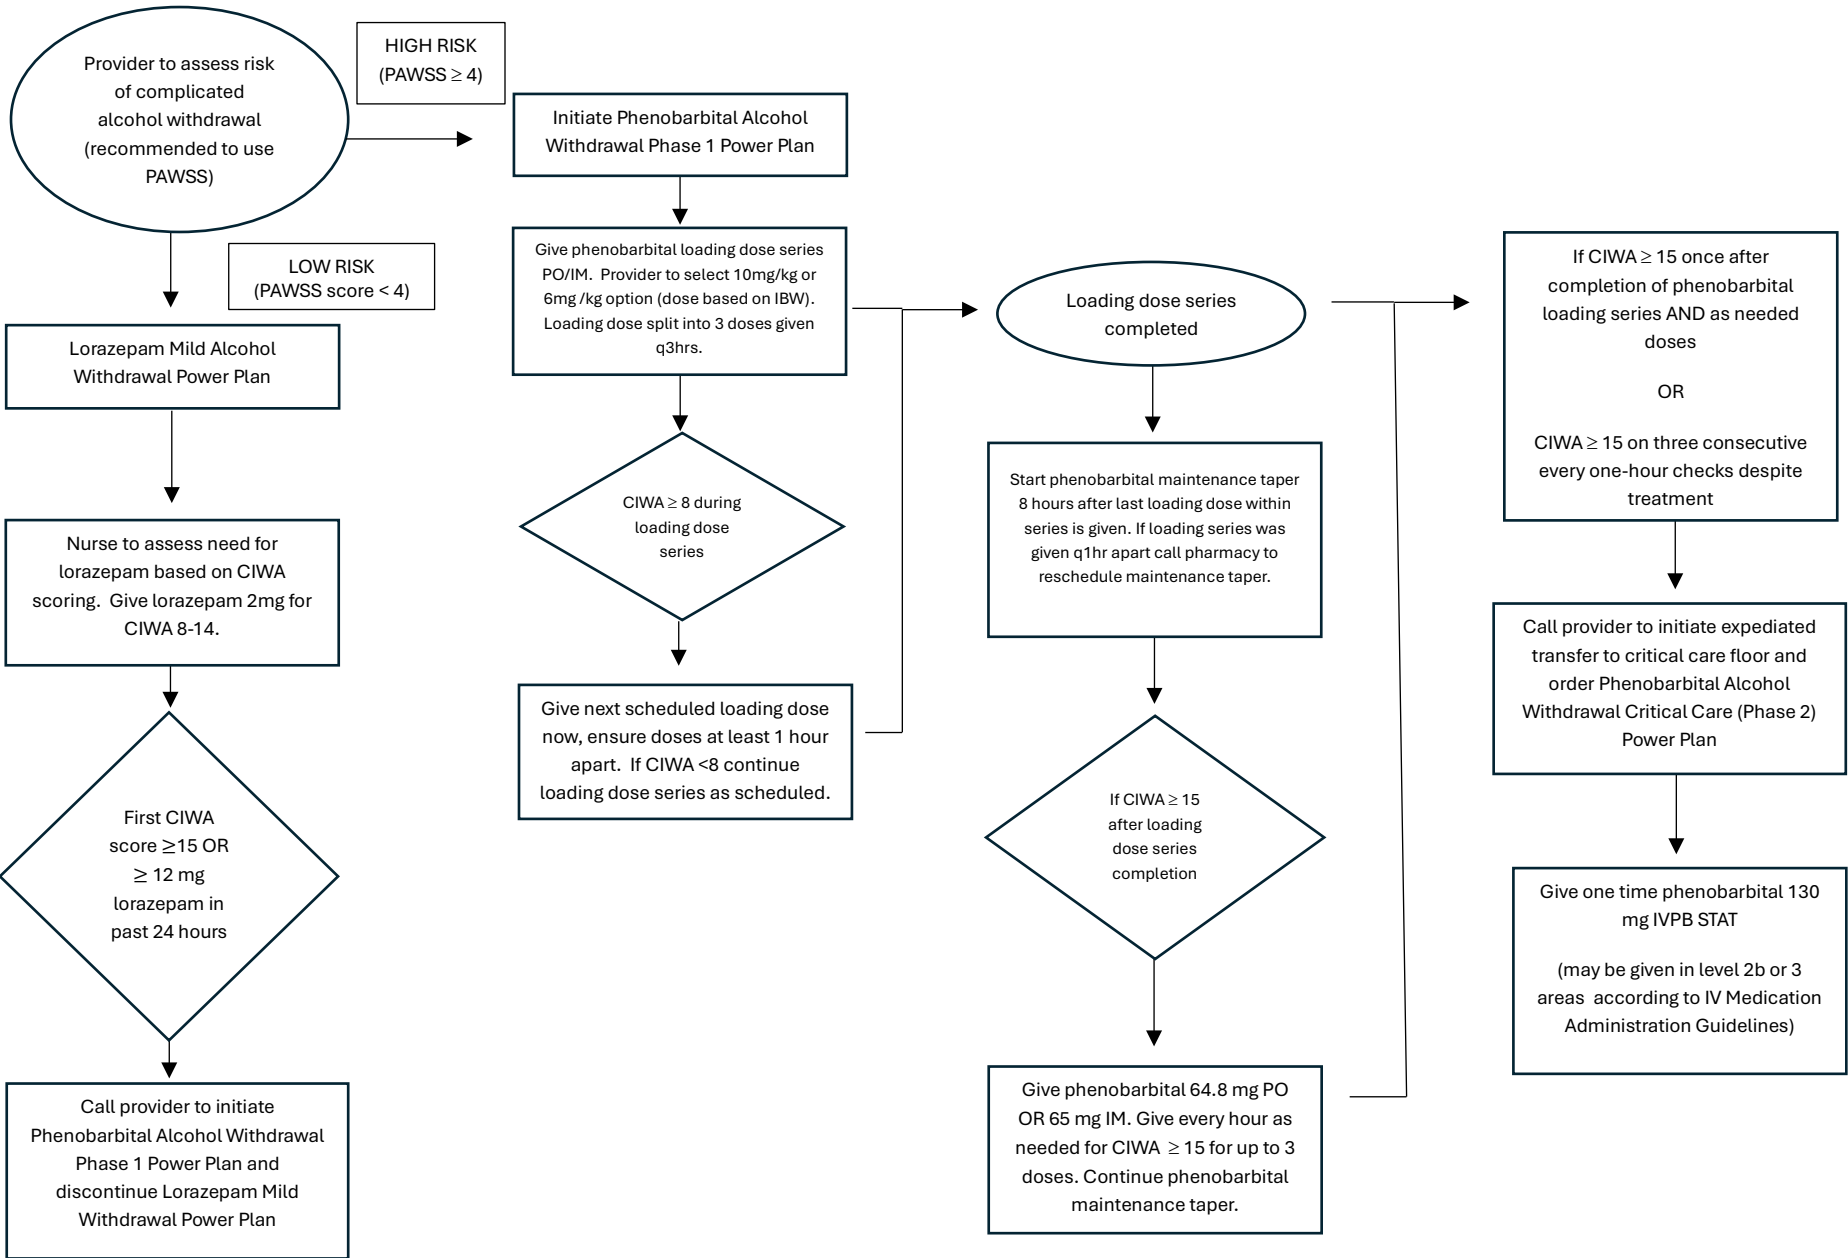 Provider to assess risk
of complicated
alcohol withdrawal
(recommended to use
PAWSS)
HIGH RISK
(PAWSS ≥ 4)
LOW RISK
(PAWSS score < 4)
Lorazepam Mild Alcohol
Withdrawal Power Plan
Nurse to assess need for
lorazepam based on CIWA
scoring. Give lorazepam 2mg for
CIWA 8-14.
First CIWA
score ≥15 OR
≥ 12 mg
lorazepam in
past 24 hours
Call provider to initiate
Phenobarbital Alcohol Withdrawal
Phase 1 Power Plan and
discontinue Lorazepam Mild
Withdrawal Power Plan
Initiate Phenobarbital Alcohol
Withdrawal Phase 1 Power Plan
Give phenobarbital loading dose series
PO/IM. Provider to select 10mg/kg or
6mg /kg option (dose based on IBW).
Loading dose split into 3 doses given
q3hrs.
CIWA ≥ 8 during
loading dose
series
Give next scheduled loading dose
now, ensure doses at least 1 hour
apart. If CIWA <8 continue
loading dose series as scheduled.
Loading dose series
completed
Start phenobarbital maintenance taper
8 hours after last loading dose within
series is given. If loading series was
given q1hr apart call pharmacy to
reschedule maintenance taper.
If CIWA ≥ 15
after loading
dose series
completion
Give phenobarbital 64.8 mg PO
OR 65 mg IM. Give every hour as
needed for CIWA ≥ 15 for up to 3
doses. Continue phenobarbital
maintenance taper.
If CIWA ≥ 15 once after
completion of phenobarbital
loading series AND as needed
doses
OR
CIWA ≥ 15 on three consecutive
every one-hour checks despite
treatment
Call provider to initiate expediated
transfer to critical care floor and
order Phenobarbital Alcohol
Withdrawal Critical Care (Phase 2)
Power Plan
Give one time phenobarbital 130
mg IVPB STAT
(may be given in level 2b or 3
areas according to IV Medication
Administration Guidelines)